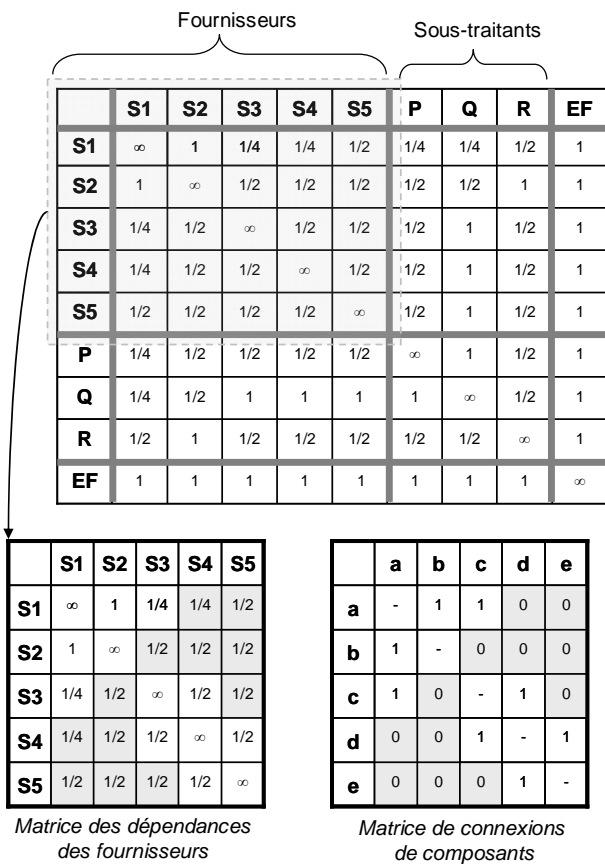 Fournisseurs
Sous-traitants
S1 S2 S3 S4 S5 P Q R EF
S1 ∞ 1 1/4 1/4 1/2 1/4 1/4 1/2 1
S2 1 ∞ 1/2 1/2 1/2 1/2 1/2 1 1
S3 1/4 1/2 ∞ 1/2 1/2 1/2 1 1/2 1
S4 1/4 1/2 1/2 ∞ 1/2 1/2 1 1/2 1
S5 1/2 1/2 1/2 1/2 ∞ 1/2 1 1/2 1
P 1/4 1/2 1/2 1/2 1/2 ∞ 1 1/2 1
Q 1/4 1/2 1 1 1 1 ∞ 1/2 1
R 1/2 1 1/2 1/2 1/2 1/2 1/2 ∞ 1
EF 1 1 1 1 1 1 1 1 ∞
S1 S2 S3 S4 S5
S1 ∞ 1 1/4 1/4 1/2
S2 1 ∞ 1/2 1/2 1/2
S3 1/4 1/2 ∞ 1/2 1/2
S4 1/4 1/2 1/2 ∞ 1/2
S5 1/2 1/2 1/2 1/2 ∞
Matrice des dépendances
des fournisseurs
a b c d e
a - 1 1 0 0
b 1 - 0 0 0
c 1 0 - 1 0
d 0 0 1 - 1
e 0 0 0 1 -
Matrice de connexions
de composants